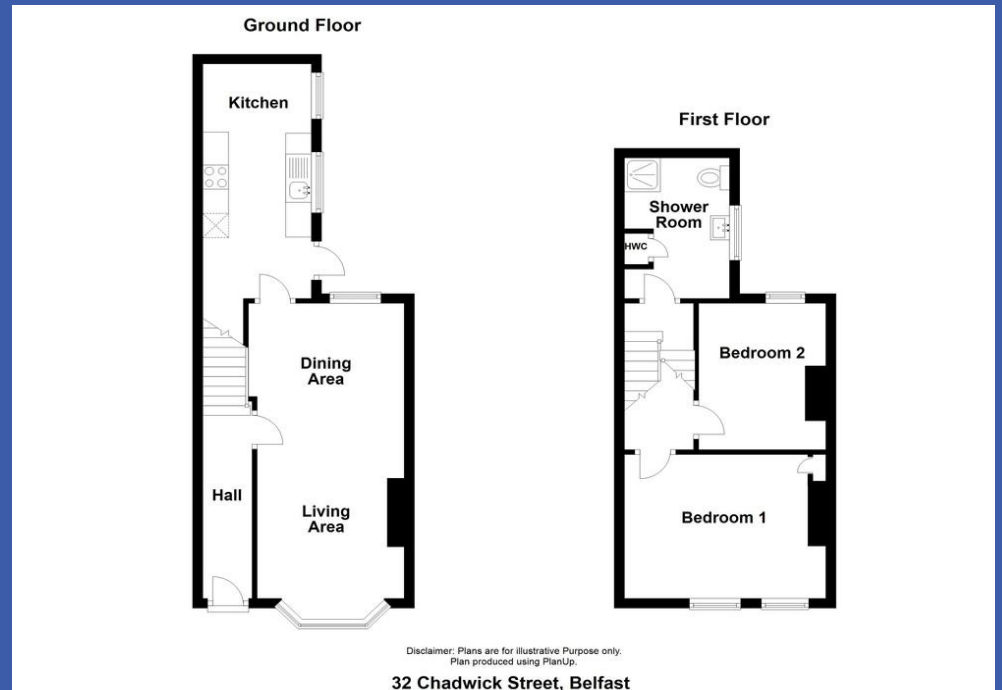 Ground Floor
Kitchen
Dining
Area
Hall
Living
Area
First Floor
Shower
Room
HWC
Bedroom 2
Bedroom 1
Disclaimer: Plans are for illustrative Purpose only.
Plan produced using PlanUp.
32 Chadwick Street, Belfast